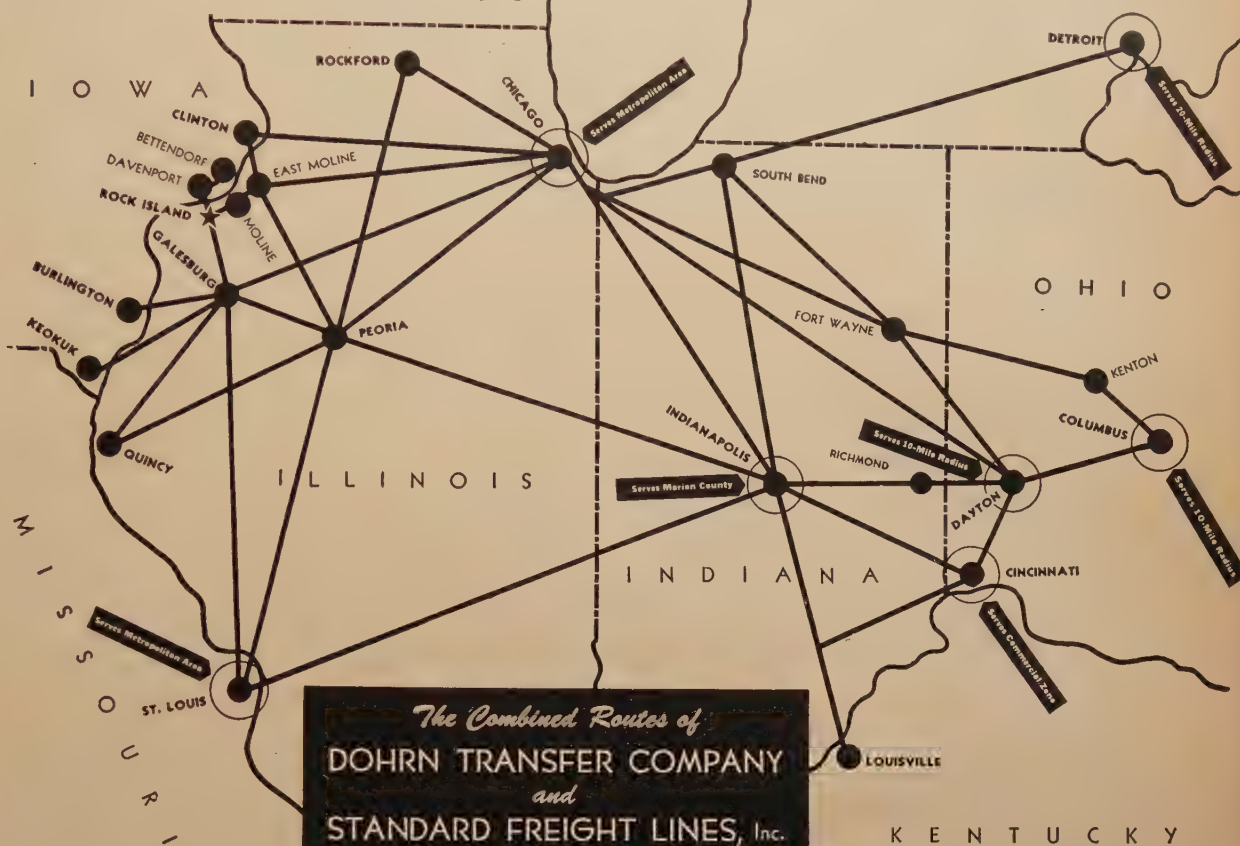 DETROIT
ROCKFORD
CHICAGO
Serves Metropolitan Area
Serves 20-Mile Radius
IOWA
CLINTON
BETTENDORF
DAVENPORT
EAST MOLINE
ROCK ISLAND
MOLINE
SOUTH BEND
GALESBURG
BURLINGTON
KEOKUK
PEORIA
FORT WAYNE
OHIO
KENTON
COLUMBUS
INDIANAPOLIS
Serves 10-Mile Radius
RICHMOND
QUINCY
ILLINOIS
Serves Marion County
DAYTON
Serves 10-Mile Radius
MISSOURI
INDIANA
CINCINNATI
Serves Metropolitan Area
Serves Commercial Zone
ST. LOUIS
The Combined Routes of
DOHRN TRANSFER COMPANY
and
STANDARD FREIGHT LINES, Inc.
LOUISVILLE
KENTUCKY